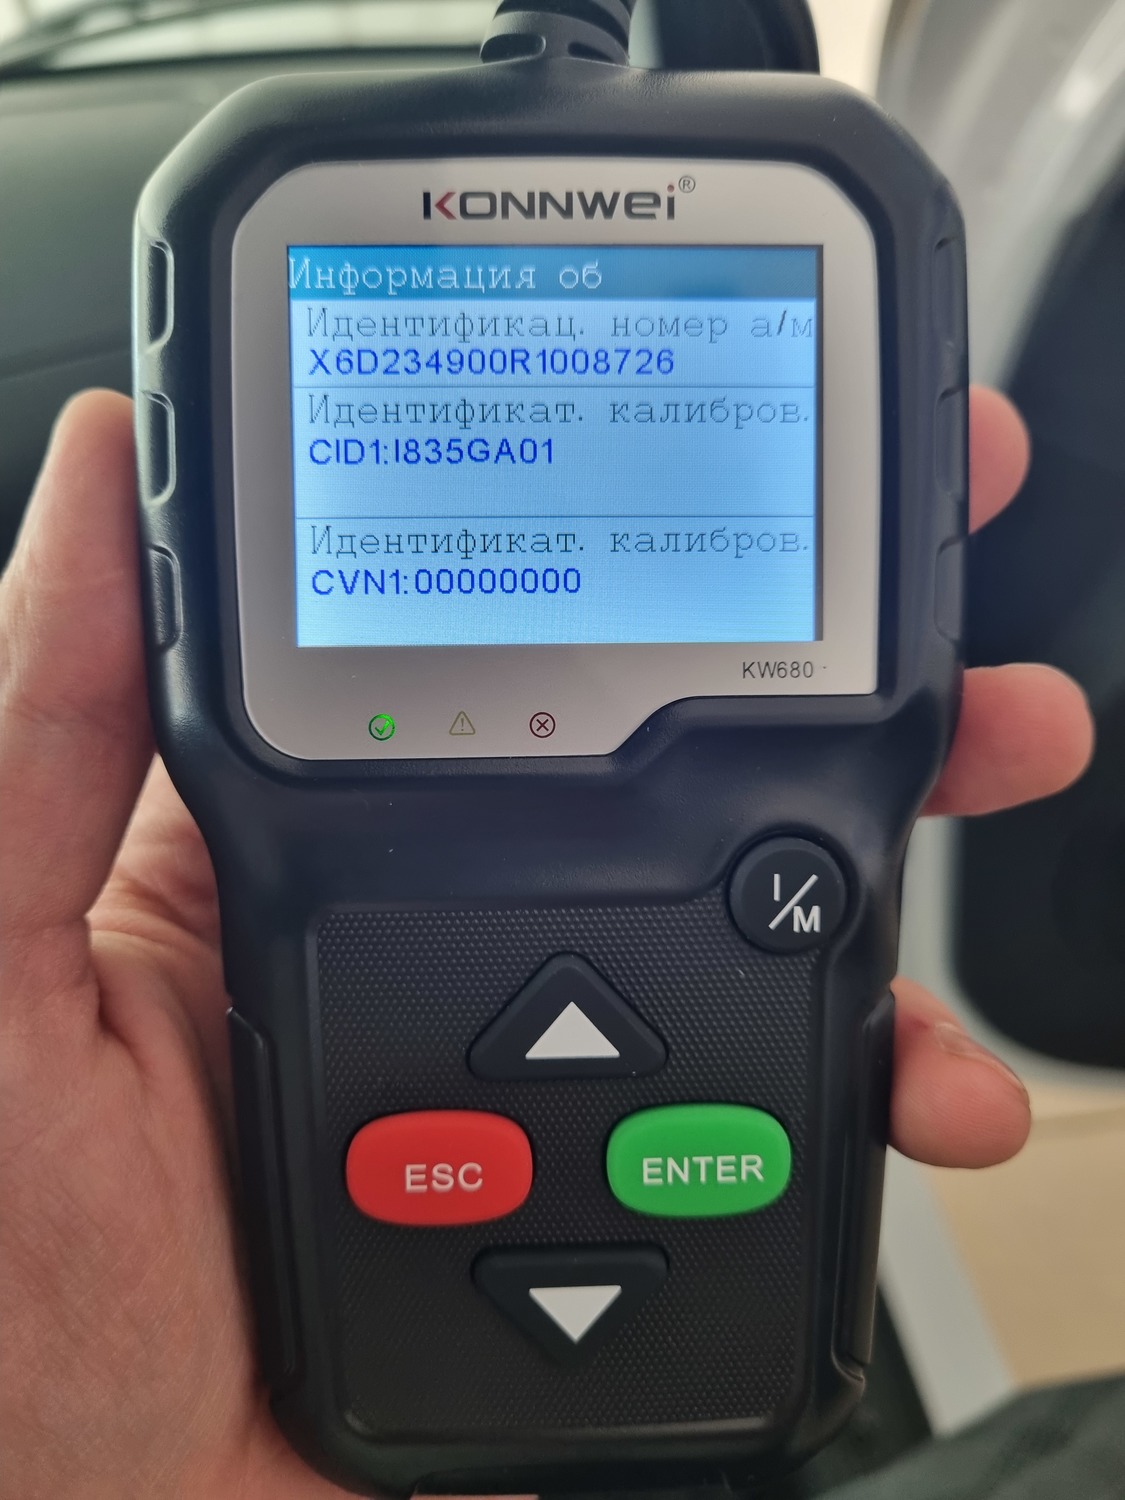 KONNWEI®
Информация об
Идентификац. номер а/м
X6D234900R1008726
Идентификат. калибров.
CID1:I835GA01
Идентификат. калибров.
CVN1:00000000
KW680
I/M
ESC
ENTER